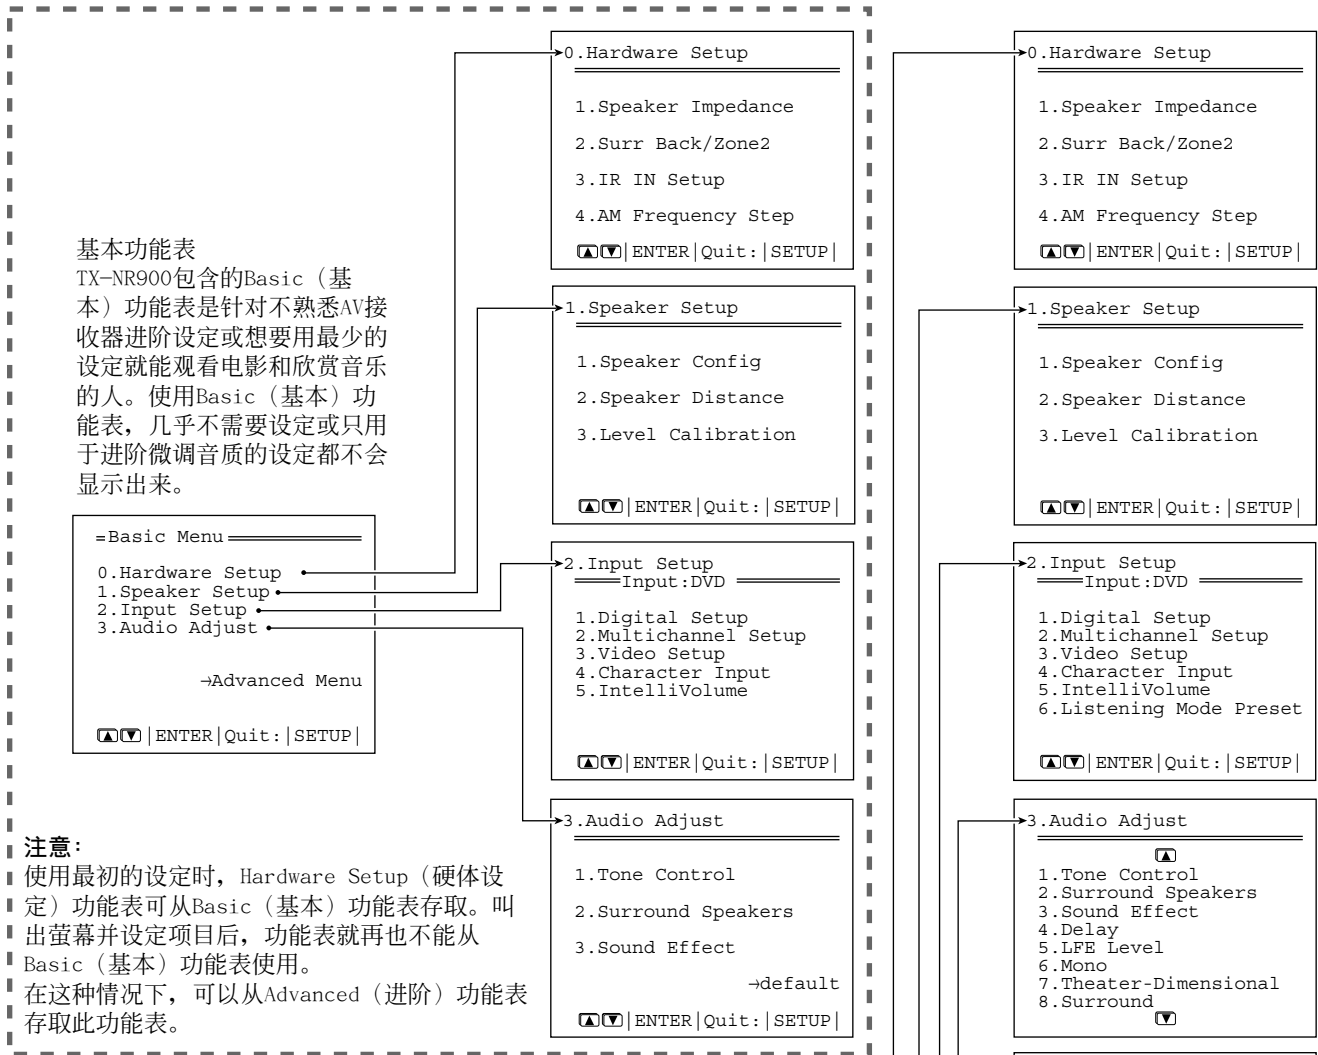 基本功能表
TX-NR900包含的Basic（基
本）功能表是针对不熟悉AV接
收器进阶设定或想要用最少的
设定就能观看电影和欣赏音乐
的人。使用Basic（基本）功
能表，几乎不需要设定或只用
于进阶微调音质的设定都不会
显示出来。
=Basic Menu
0.Hardware Setup
1.Speaker Setup
2.Input Setup
3.Audio Adjust
→Advanced Menu
▲▼|ENTER|Quit:|SETUP|
注意:
使用最初的设定时，Hardware Setup（硬体设
定）功能表可从Basic（基本）功能表存取。叫
出萤幕并设定项目后，功能表就再也不能从
Basic（基本）功能表使用。
在这种情况下，可以从Advanced（进阶）功能表
存取此功能表。
0.Hardware Setup
1.Speaker Impedance
2.Surr Back/Zone2
3.IR IN Setup
4.AM Frequency Step
▲▼|ENTER|Quit:|SETUP|
1.Speaker Setup
1.Speaker Config
2.Speaker Distance
3.Level Calibration
▲▼|ENTER|Quit:|SETUP|
2.Input Setup
Input:DVD
1.Digital Setup
2.Multichannel Setup
3.Video Setup
4.Character Input
5.IntelliVolume
▲▼|ENTER|Quit:|SETUP|
3.Audio Adjust
1.Tone Control
2.Surround Speakers
3.Sound Effect
→default
▲▼|ENTER|Quit:|SETUP|
0.Hardware Setup
1.Speaker Impedance
2.Surr Back/Zone2
3.IR IN Setup
4.AM Frequency Step
▲▼|ENTER|Quit:|SETUP|
1.Speaker Setup
1.Speaker Config
2.Speaker Distance
3.Level Calibration
▲▼|ENTER|Quit:|SETUP|
2.Input Setup
Input:DVD
1.Digital Setup
2.Multichannel Setup
3.Video Setup
4.Character Input
5.IntelliVolume
6.Listening Mode Preset
▲▼|ENTER|Quit:|SETUP|
3.Audio Adjust
▲
1.Tone Control
2.Surround Speakers
3.Sound Effect
4.Delay
5.LFE Level
6.Mono
7.Theater-Dimensional
8.Surround
▼